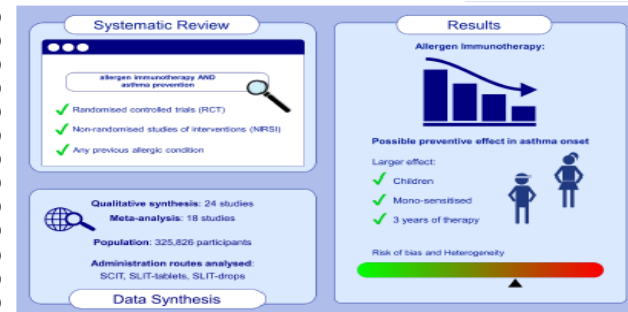 Systematic Review
allergen immunotherapy AND
asthma prevention
Randomised controlled trials (RCT)
Non-randomised studies of interventions (NIRSI)
Any previous allergic condition
Qualitative synthesis: 24 studies
Meta-analysis: 18 studies
Population: 325,826 participants
Administration routes analysed:
SCIT, SLIT-tablets, SLIT-drops
Data Synthesis
Results
Allergen Immunotherapy:
Possible preventive effect in asthma onset
Larger effect:
Children
Mono-sensitised
3 years of therapy
Risk of bias and Heterogeneity